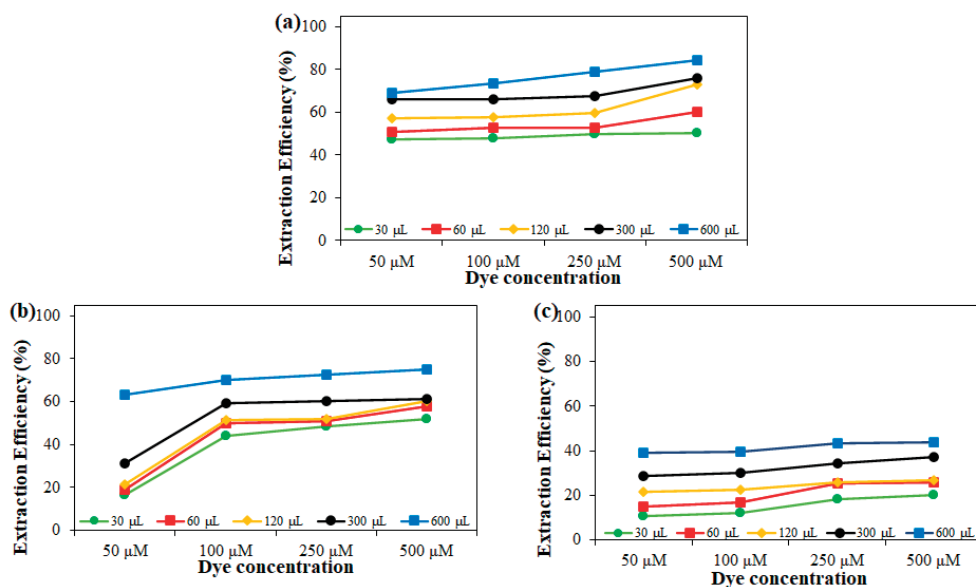 (a)
Extraction Efficiency (%)
100
80
60
40
20
0
30 µL 60 µL 120 µL 300 µL 600 µL
50 µM 100 µM 250 µM 500 µM
Dye concentration
(b)
Extraction Efficiency (%)
100
80
60
40
20
0
30 µL 60 µL 120 µL 300 µL 600 µL
50 µM 100 µM 250 µM 500 µM
Dye concentration
(c)
Extraction Efficiency (%)
100
80
60
40
20
0
30 µL 60 µL 120 µL 300 µL 600 µL
50 µM 100 µM 250 µM 500 µM
Dye concentration